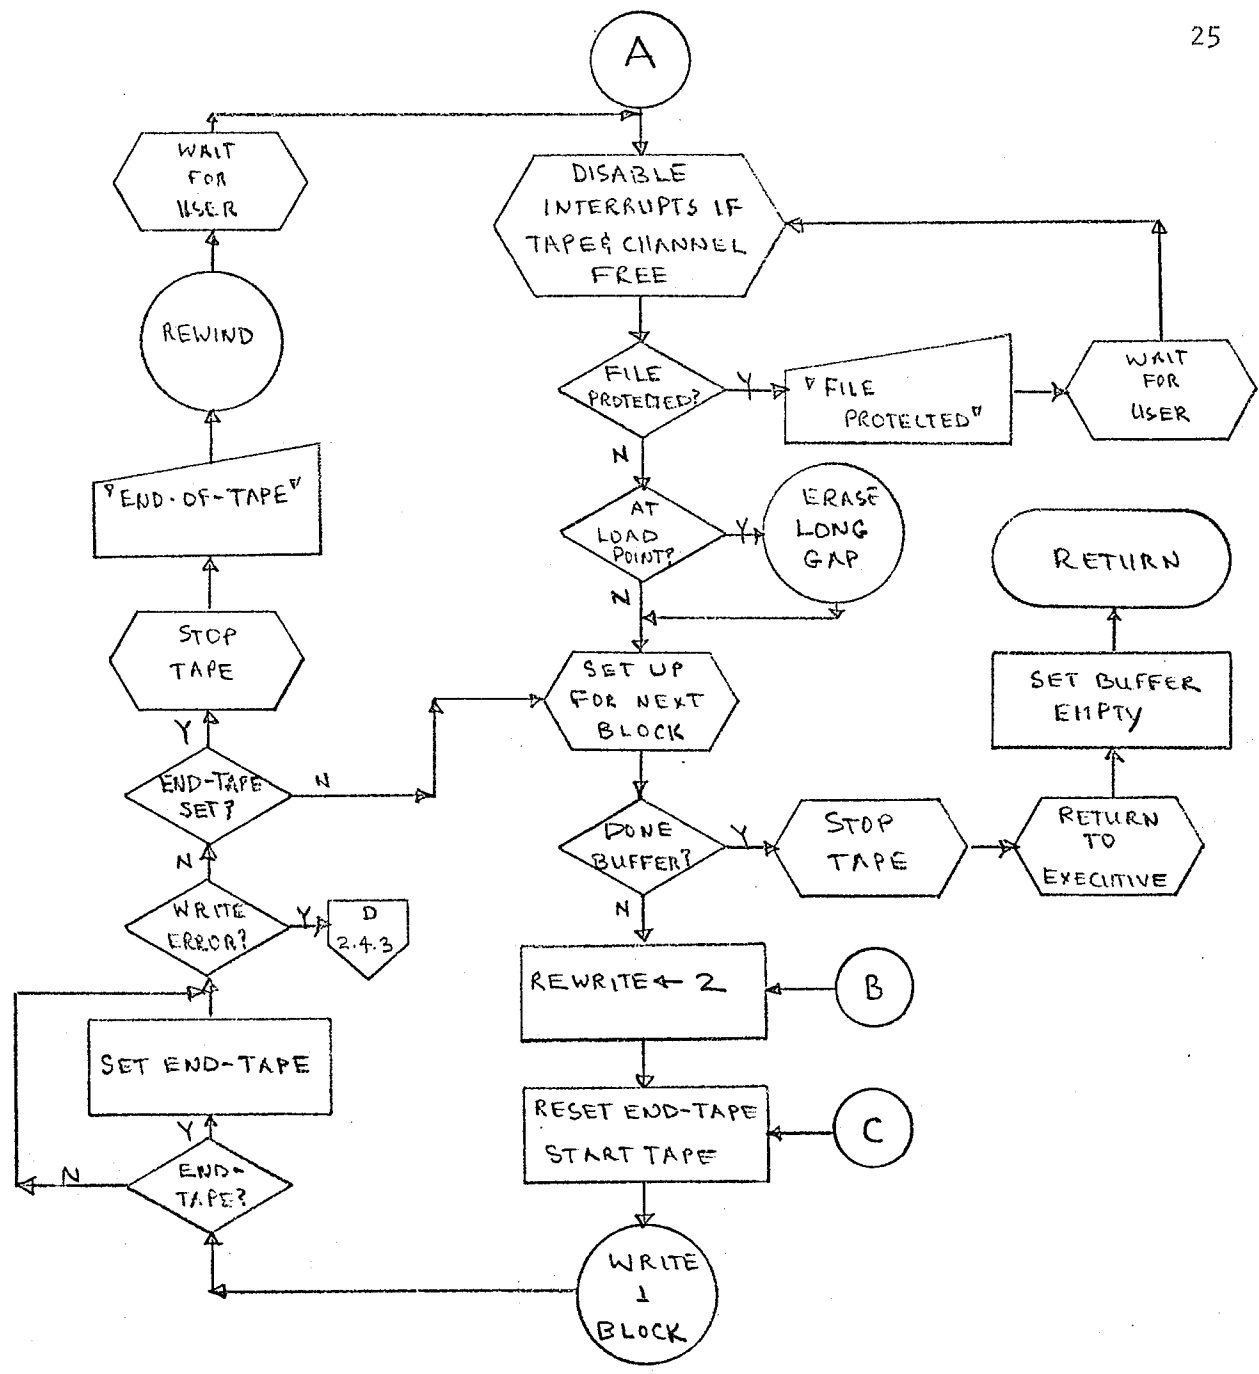 25
A
WAIT
FOR
USER
DISABLE
INTERRUPTS IF
TAPE & CHANNEL
FREE
REWIND
FILE
PROTECTED?
Y
"FILE
PROTECTED"
WAIT
FOR
USER
N
"END-OF-TAPE"
AT
LOAD
POINT?
Y
ERASE
LONG
GAP
N
RETURN
STOP
TAPE
SET UP
FOR NEXT
BLOCK
SET BUFFER
EMPTY
Y
END-TAPE
SET?
N
DONE
BUFFER?
Y
STOP
TAPE
RETURN
TO
EXECUTIVE
N
N
WRITE
ERROR?
Y
D
2.4.3
REWRITE ← 2
B
SET END-TAPE
RESET END-TAPE
START TAPE
C
Y
END-
TAPE?
N
WRITE
1
BLOCK